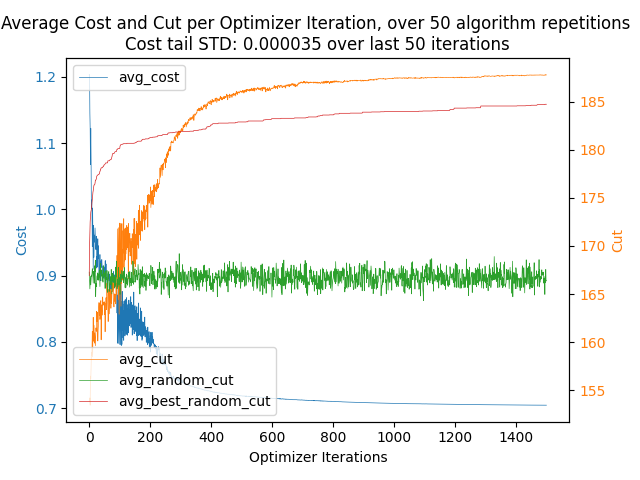 Average Cost and Cut per Optimizer Iteration, over 50 algorithm repetitions
Cost tail STD: 0.000035 over last 50 iterations
avg_cost
1.2
1.1
1.0
0.9
0.8
0.7
Cost
185
180
175
170
165
160
155
Cut
avg_cut
avg_random_cut
avg_best_random_cut
0 200 400 600 800 1000 1200 1400
Optimizer Iterations